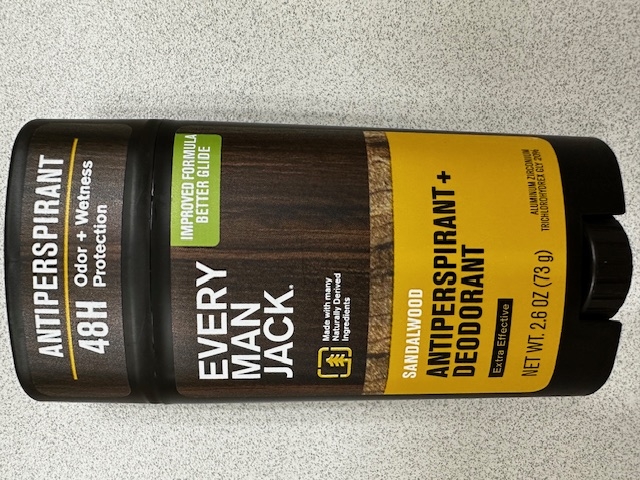 ANTIPERSPIRANT
48H
Odor + Wetness
Protection
IMPROVED FORMULA
BETTER GLIDE
EVERY
MAN
JACK.
Made with many
Naturally Derived
Ingredients
SANDALWOOD
ANTIPERSPIRANT +
DEODORANT
Extra Effective
NET WT. 2.6 OZ (73 g)
ALUMINUM ZIRCONIUM
TRICHLOROHYDREX GLY 20%